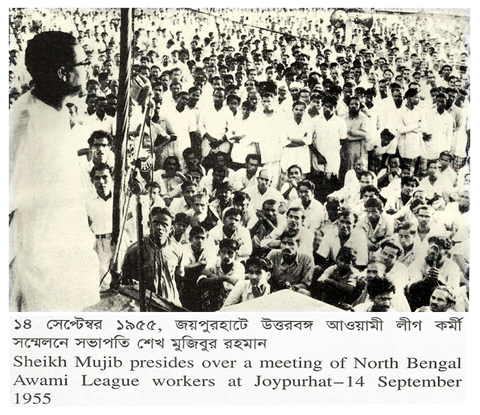 ১৪ সেপ্টেম্বর ১৯৫৫, জয়পুরহাটে উত্তরবঙ্গ আওয়ামী লীগ কর্মী
সম্মেলনে সভাপতি শেখ মুজিবুর রহমান
Sheikh Mujib presides over a meeting of North Bengal
Awami League workers at Joypurhat–14 September
1955